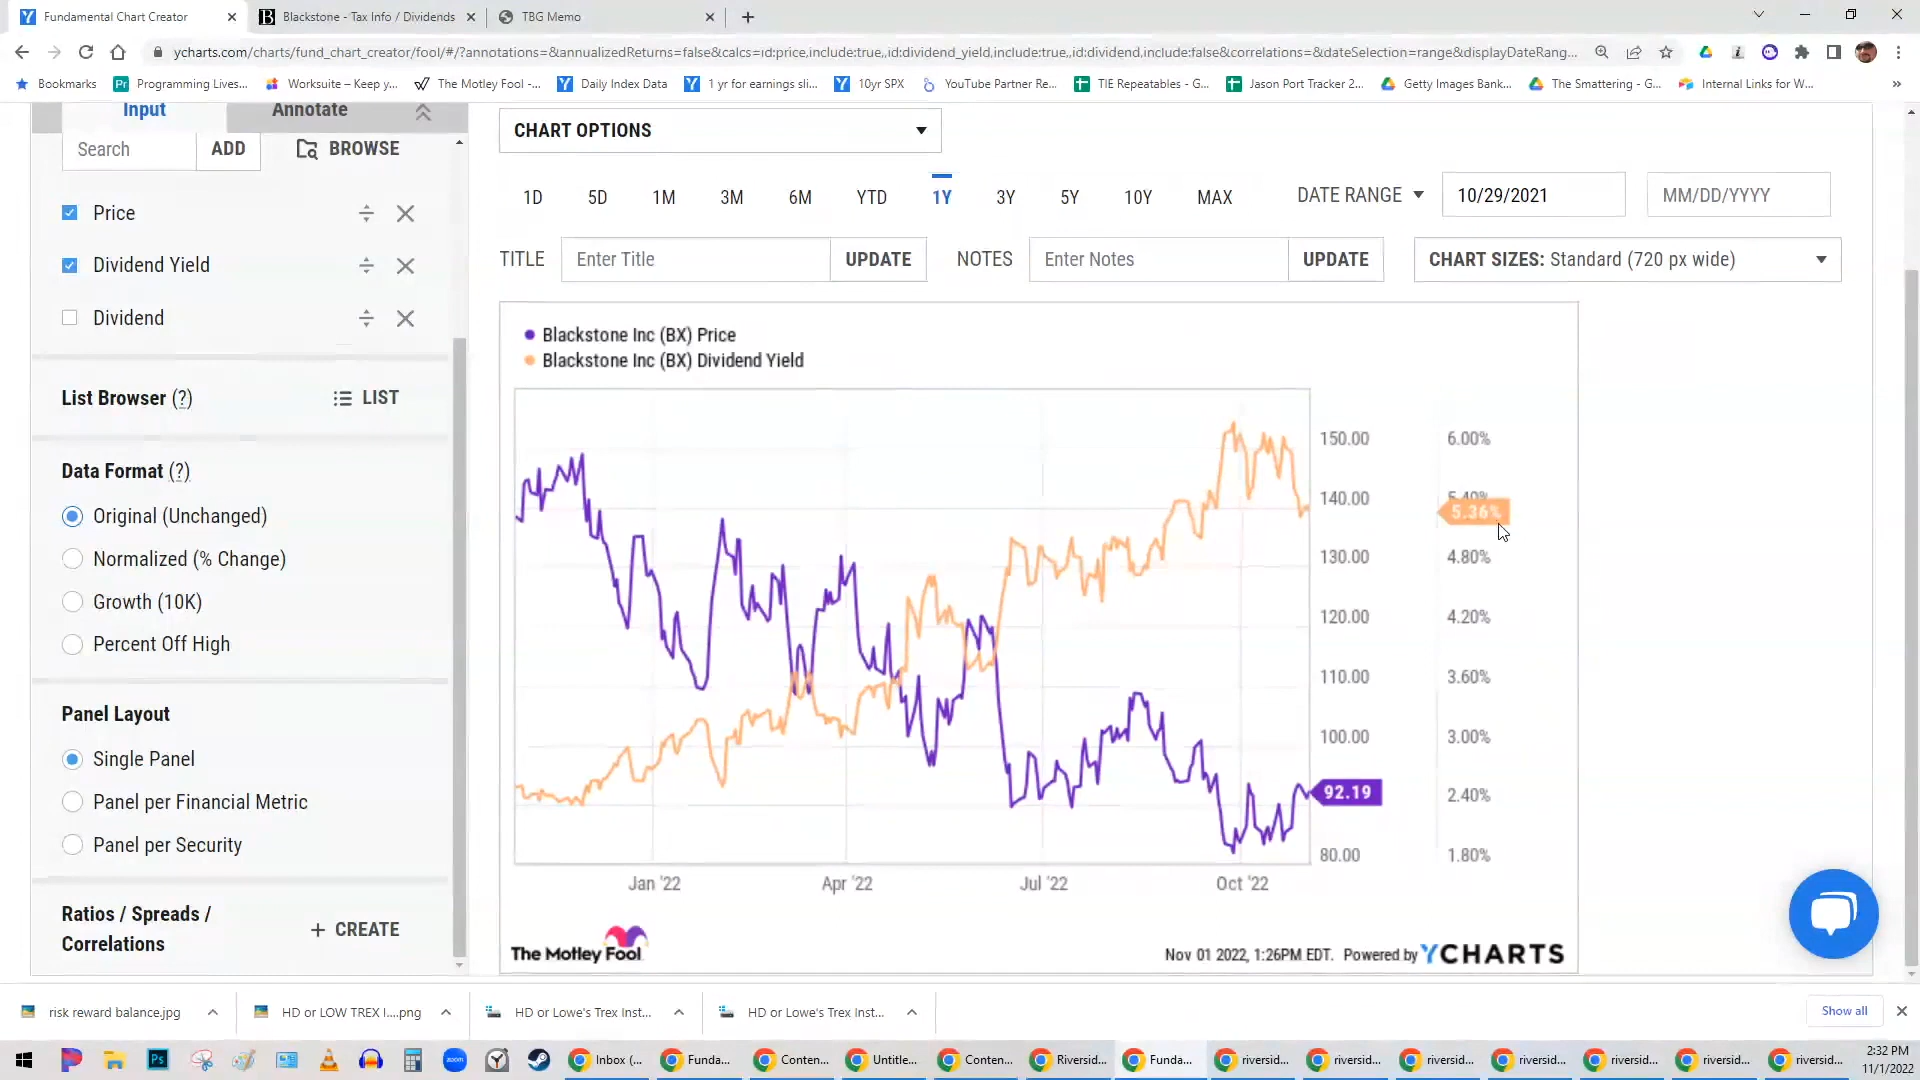 Fundamental Chart Creator
Blackstone - Tax Info / Dividends
TBG Memo
ycharts.com/charts/fund_chart_creator/fool/#/?annotations=&annualizedReturns=false&calcs=id:price,include:true,,id:dividend_yield,include:true,,id:dividend,include:false&correlations=&dateSelection=range&displayDateRang...
Bookmarks
Programming Lives...
Worksuite – Keep y...
The Motley Fool -...
Daily Index Data
1 yr for earnings sli...
10yr SPX
YouTube Partner Re...
TIE Repeatables - G...
Jason Port Tracker 2...
Getty Images Bank...
The Smattering - G...
Internal Links for W...
Input
Annotate
Search
ADD
BROWSE
Price
Dividend Yield
Dividend
List Browser (?)
LIST
Data Format (?)
Original (Unchanged)
Normalized (% Change)
Growth (10K)
Percent Off High
Panel Layout
Single Panel
Panel per Financial Metric
Panel per Security
Ratios / Spreads /
Correlations
+ CREATE
CHART OPTIONS
1D 5D 1M 3M 6M YTD 1Y 3Y 5Y 10Y MAX
DATE RANGE
10/29/2021
MM/DD/YYYY
TITLE
Enter Title
UPDATE
NOTES
Enter Notes
UPDATE
CHART SIZES: Standard (720 px wide)
Blackstone Inc (BX) Price
Blackstone Inc (BX) Dividend Yield
150.00 6.00%
140.00 5.40%
5.36%
130.00 4.80%
120.00 4.20%
110.00 3.60%
100.00 3.00%
92.19
2.40%
80.00 1.80%
Jan '22 Apr '22 Jul '22 Oct '22
The Motley Fool
Nov 01 2022, 1:26PM EDT. Powered by YCHARTS
risk reward balance.jpg
HD or LOW TREX I....png
HD or Lowe's Trex Inst...
HD or Lowe's Trex Inst...
Show all
Pr
Ps
zoom
Inbox (...
Funda...
Conten...
Untitle...
Conten...
Riversid...
Funda...
riversid...
riversid...
riversid...
riversid...
riversid...
riversid...
riversid...
2:32 PM
11/1/2022